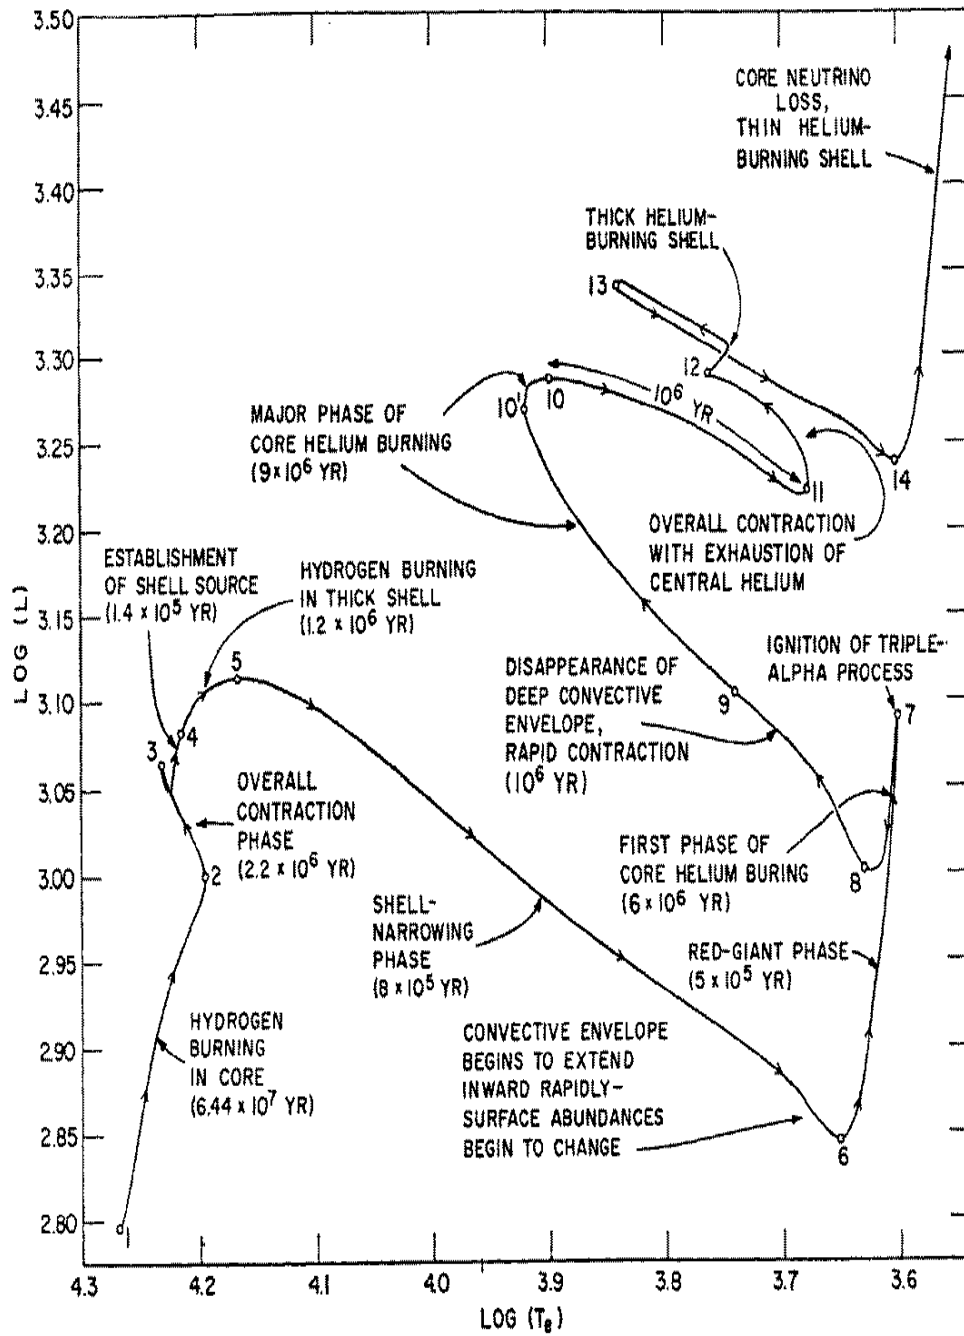 3.50
3.45
3.40
3.35
3.30
3.25
3.20
3.15
3.10
3.05
3.00
2.95
2.90
2.85
2.80
LOG (L)
4.3
4.2
4.1
4.0
3.9
3.8
3.7
3.6
LOG (Te)
CORE NEUTRINO
LOSS,
THIN HELIUM-
BURNING SHELL
THICK HELIUM-
BURNING SHELL
13
12
10
10'
10⁶ YR
11
14
MAJOR PHASE OF
CORE HELIUM BURNING
(9×10⁶ YR)
OVERALL CONTRACTION
WITH EXHAUSTION OF
CENTRAL HELIUM
ESTABLISHMENT
OF SHELL SOURCE
(1.4 x 10⁵ YR)
HYDROGEN BURNING
IN THICK SHELL
(1.2 x 10⁶ YR)
5
4
3
IGNITION OF TRIPLE-
ALPHA PROCESS
7
DISAPPEARANCE OF
DEEP CONVECTIVE
ENVELOPE,
RAPID CONTRACTION
(10⁶ YR)
9
OVERALL
CONTRACTION
PHASE
(2.2 x 10⁶ YR)
2
FIRST PHASE OF
CORE HELIUM BURING
(6×10⁶ YR)
8
SHELL-
NARROWING
PHASE
(8 x 10⁵ YR)
RED-GIANT PHASE
(5 x 10⁵ YR)
HYDROGEN
BURNING
IN CORE
(6.44 x 10⁷ YR)
CONVECTIVE ENVELOPE
BEGINS TO EXTEND
INWARD RAPIDLY-
SURFACE ABUNDANCES
BEGIN TO CHANGE
6
1